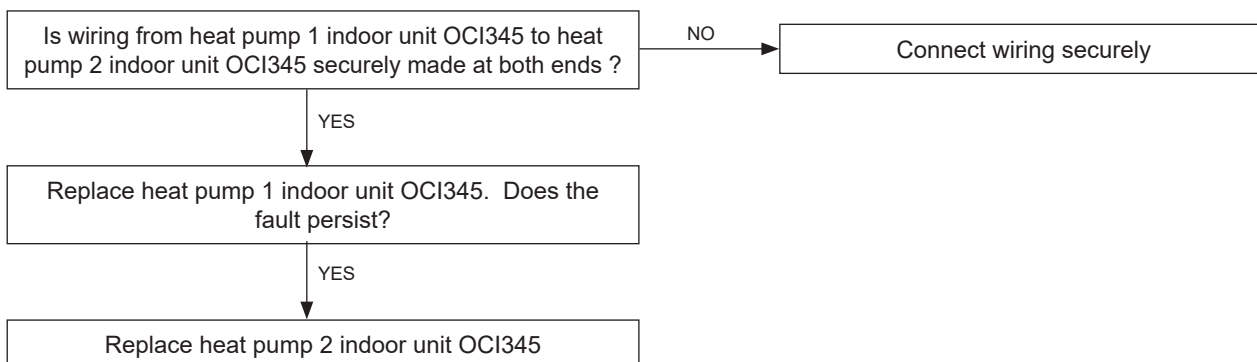 Is wiring from heat pump 1 indoor unit OCI345 to heat
pump 2 indoor unit OCI345 securely made at both ends ?
NO
Connect wiring securely
YES
Replace heat pump 1 indoor unit OCI345.  Does the
fault persist?
YES
Replace heat pump 2 indoor unit OCI345